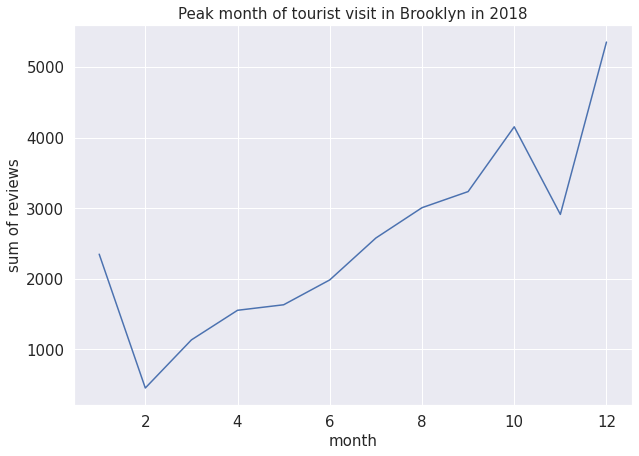 Peak month of tourist visit in Brooklyn in 2018
sum of reviews
5000
4000
3000
2000
1000
2 4 6 8 10 12
month